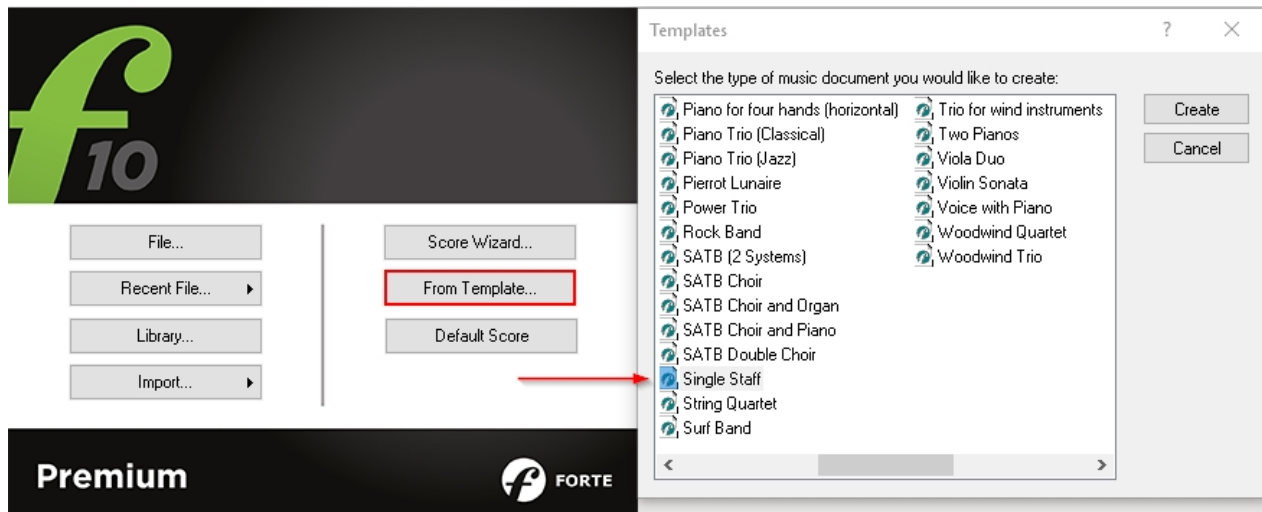 f
10
File...
Recent File...
Library...
Import...
Score Wizard...
From Template...
Default Score
Premium
f FORTE
Templates
?
Select the type of music document you would like to create:
Piano for four hands (horizontal)
Piano Trio (Classical)
Piano Trio (Jazz)
Pierrot Lunaire
Power Trio
Rock Band
SATB (2 Systems)
SATB Choir
SATB Choir and Organ
SATB Choir and Piano
SATB Double Choir
Single Staff
String Quartet
Surf Band
Trio for wind instruments
Two Pianos
Viola Duo
Violin Sonata
Voice with Piano
Woodwind Quartet
Woodwind Trio
Create
Cancel